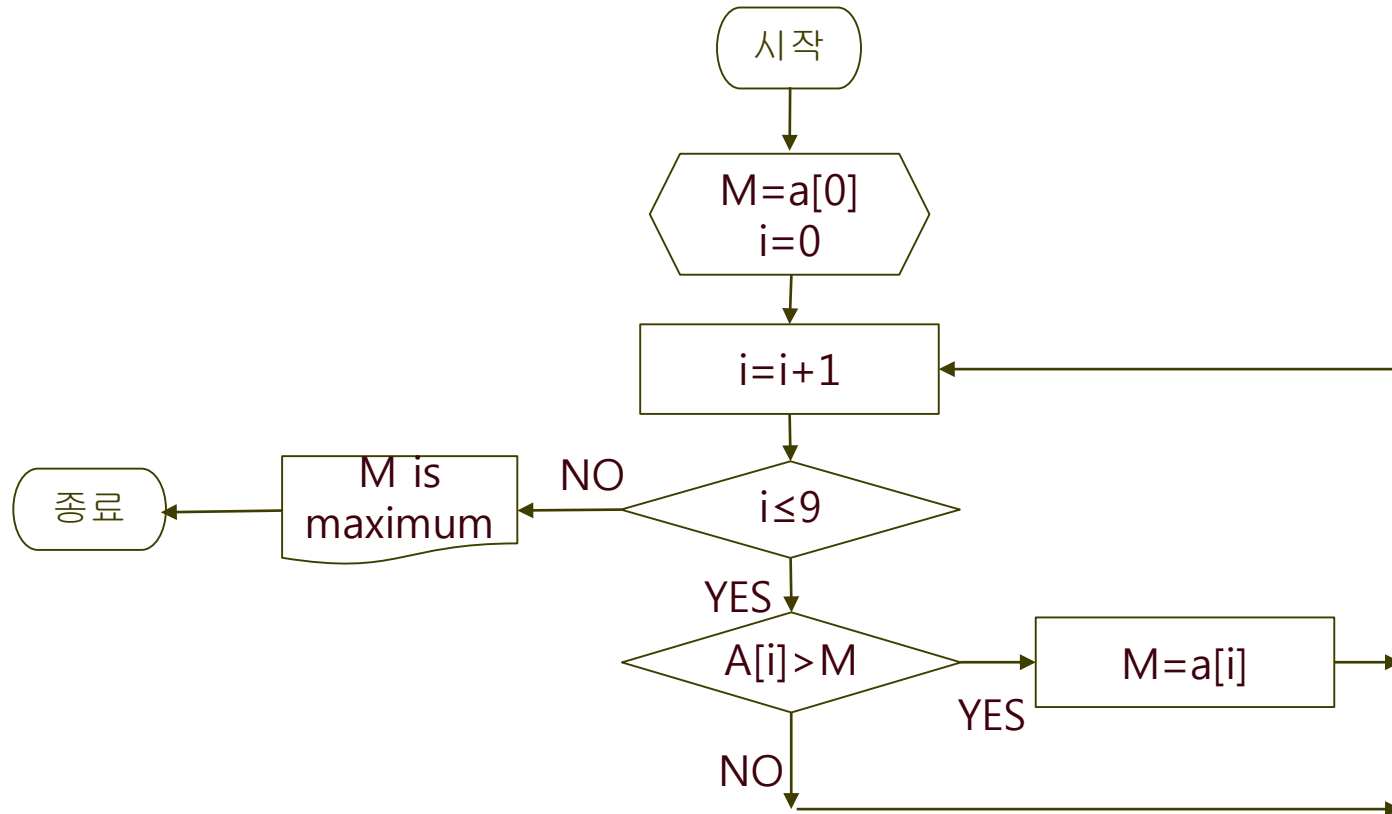 시작
M=a[0]
i=0
i=i+1
i≤9
NO
M is
maximum
종료
YES
A[i]>M
YES
M=a[i]
NO